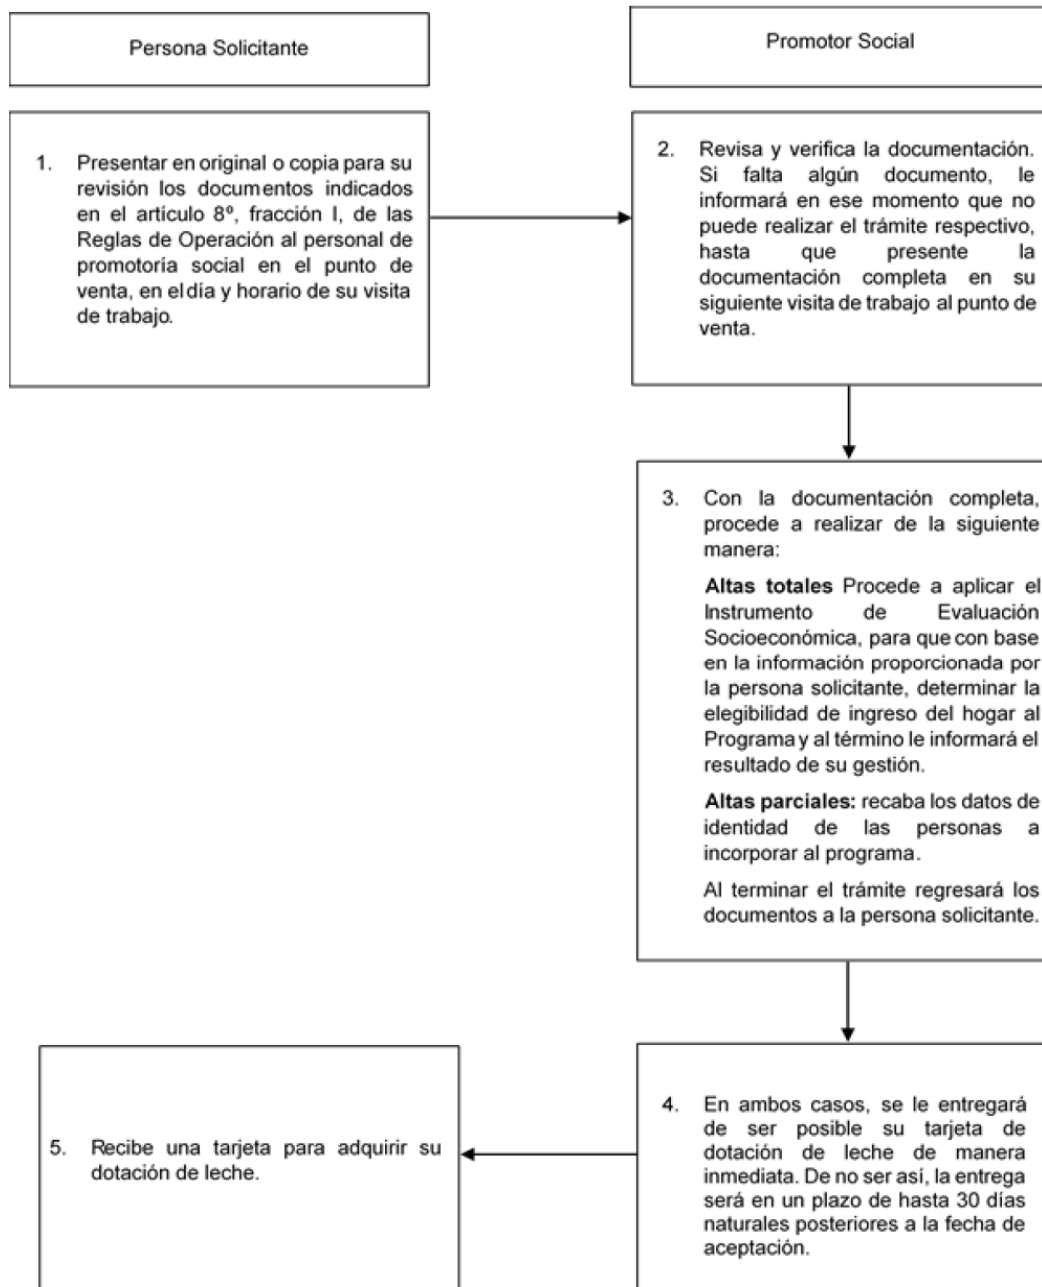 Persona Solicitante
Promotor Social
1. Presentar en original o copia para su
revisión los documentos indicados
en el artículo 8º, fracción I, de las
Reglas de Operación al personal de
promotoría social en el punto de
venta, en el día y horario de su visita
de trabajo.
2. Revisa y verifica la documentación.
Si falta algún documento, le
informará en ese momento que no
puede realizar el trámite respectivo,
hasta que presente la
documentación completa en su
siguiente visita de trabajo al punto de
venta.
3. Con la documentación completa,
procede a realizar de la siguiente
manera:
Altas totales Procede a aplicar el
Instrumento de Evaluación
Socioeconómica, para que con base
en la información proporcionada por
la persona solicitante, determinar la
elegibilidad de ingreso del hogar al
Programa y al término le informará el
resultado de su gestión.
Altas parciales: recaba los datos de
identidad de las personas a
incorporar al programa.
Al terminar el trámite regresará los
documentos a la persona solicitante.
4. En ambos casos, se le entregará
de ser posible su tarjeta de
dotación de leche de manera
inmediata. De no ser así, la entrega
será en un plazo de hasta 30 días
naturales posteriores a la fecha de
aceptación.
5. Recibe una tarjeta para adquirir su
dotación de leche.